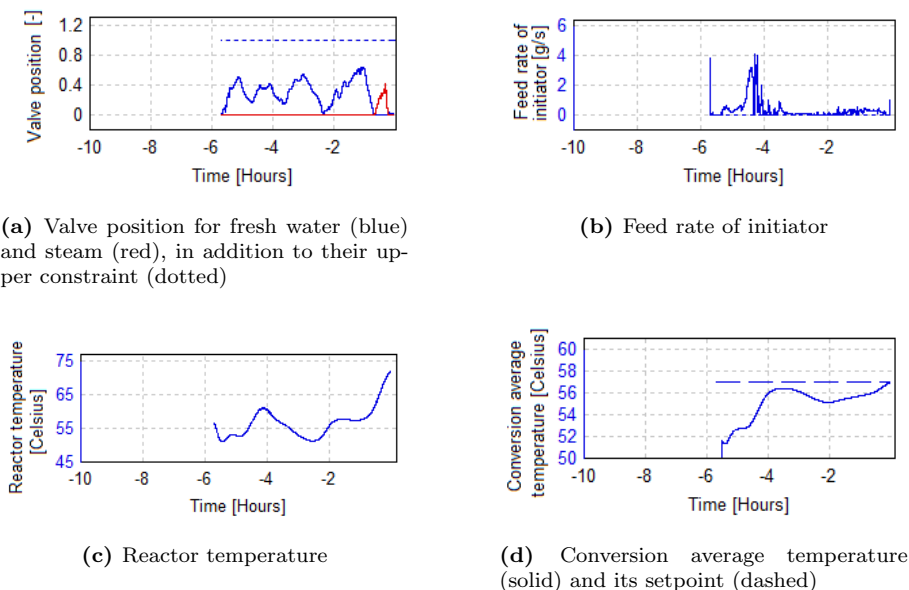 Valve position [-]
1.2
0.8
0.4
0
-10
-8
-6
-4
-2
Time [Hours]
(a) Valve position for fresh water (blue)
and steam (red), in addition to their up-
per constraint (dotted)
Feed rate of
initiator [g/s]
6
4
2
0
-10
-8
-6
-4
-2
Time [Hours]
(b) Feed rate of initiator
Reactor temperature
[Celsius]
75
65
55
45
-10
-8
-6
-4
-2
Time [Hours]
(c) Reactor temperature
Conversion average
temperature [Celsius]
60
58
56
54
52
50
-10
-8
-6
-4
-2
Time [Hours]
(d) Conversion average temperature
(solid) and its setpoint (dashed)